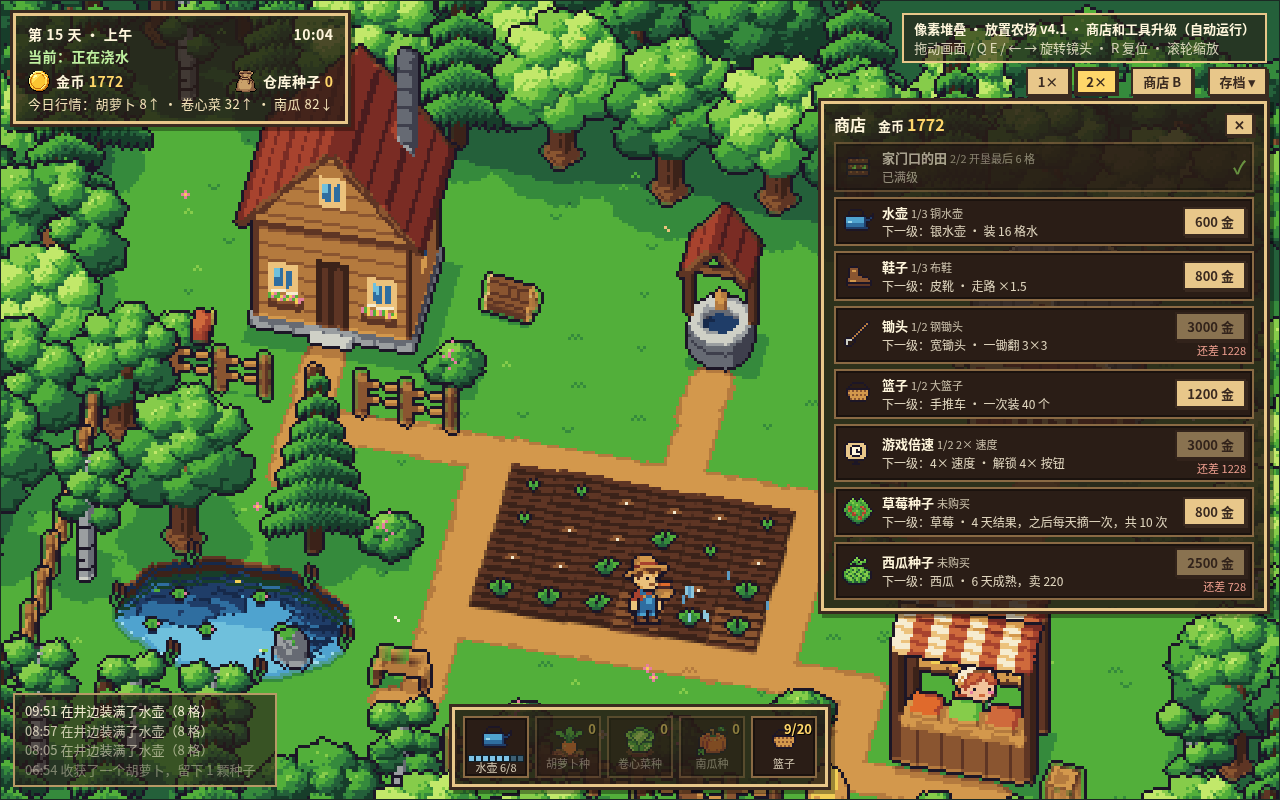 第 15 天 · 上午 10:04
当前：正在浇水
金币 1772 仓库种子 0
今日行情：胡萝卜 8↑ · 卷心菜 32↑ · 南瓜 82↓
像素堆叠 · 放置农场 v4.1 · 商店和工具升级（自动运行）
拖动画面 / Q E / ← → 旋转镜头 · R 复位 · 滚轮缩放
1× 2× 商店 B 存档▾
商店 金币 1772 ×
家门口的田 2/2 开垦最后 6 格
已满级 ✓
水壶 1/3 铜水壶
下一级：银水壶 · 装 16 格水
600 金
鞋子 1/3 布鞋
下一级：皮靴 · 走路 ×1.5
800 金
锄头 1/2 钢锄头
下一级：宽锄头 · 一锄翻 3×3
3000 金
还差 1228
篮子 1/2 大篮子
下一级：手推车 · 一次装 40 个
1200 金
游戏倍速 1/2 2× 速度
下一级：4× 速度 · 解锁 4× 按钮
3000 金
还差 1228
草莓种子 未购买
下一级：草莓 · 4 天结果，之后每天摘一次，共 10 次
800 金
西瓜种子 未购买
下一级：西瓜 · 6 天成熟，卖 220
2500 金
还差 728
09:51 在井边装满了水壶（8 格）
08:57 在井边装满了水壶（8 格）
08:05 在井边装满了水壶（8 格）
06:54 收获了一个胡萝卜，留下 1 颗种子
0 0 0 9/20
水壶 6/8 胡萝卜种 卷心菜种 南瓜种 篮子